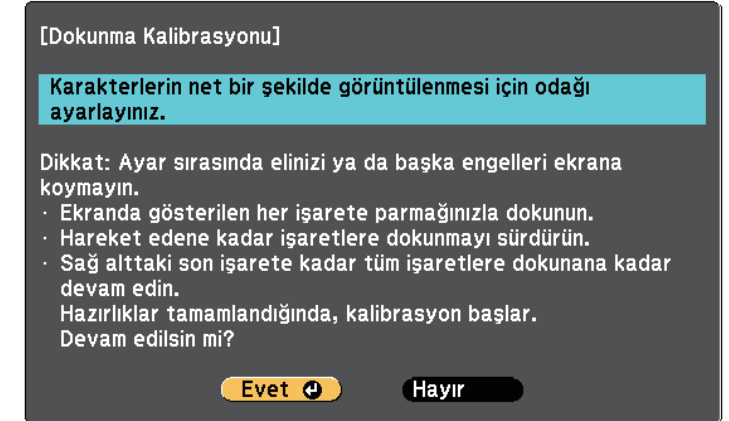 [Dokunma Kalibrasyonu]
Karakterlerin net bir şekilde görüntülenmesi için odağı
ayarlayınız.
Dikkat: Ayar sırasında elinizi ya da başka engelleri ekrana
koymayın.
· Ekranda gösterilen her işarete parmağınızla dokunun.
· Hareket edene kadar işaretlere dokunmayı sürdürün.
· Sağ alttaki son işarete kadar tüm işaretlere dokunana kadar
devam edin.
Hazırlıklar tamamlandığında, kalibrasyon başlar.
Devam edilsin mi?
Evet Hayır